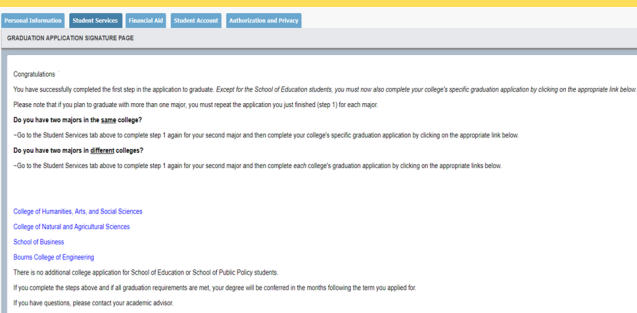 Personal Information Student Services Financial Aid Student Account Authorization and Privacy
GRADUATION APPLICATION SIGNATURE PAGE
Congratulations
You have successfully completed the first step in the application to graduate. Except for the School of Education students, you must now also complete your college's specific graduation application by clicking on the appropriate link below.
Please note that if you plan to graduate with more than one major, you must repeat the application you just finished (step 1) for each major.
Do you have two majors in the same college?
~Go to the Student Services tab above to complete step 1 again for your second major and then complete your college's specific graduation application by clicking on the appropriate link below.
Do you have two majors in different colleges?
~Go to the Student Services tab above to complete step 1 again for your second major and then complete each college's graduation application by clicking on the appropriate links below.
College of Humanities, Arts, and Social Sciences
College of Natural and Agricultural Sciences
School of Business
Bourns College of Engineering
There is no additional college application for School of Education or School of Public Policy students.
If you complete the steps above and if all graduation requirements are met, your degree will be conferred in the months following the term you applied for.
If you have questions, please contact your academic advisor.